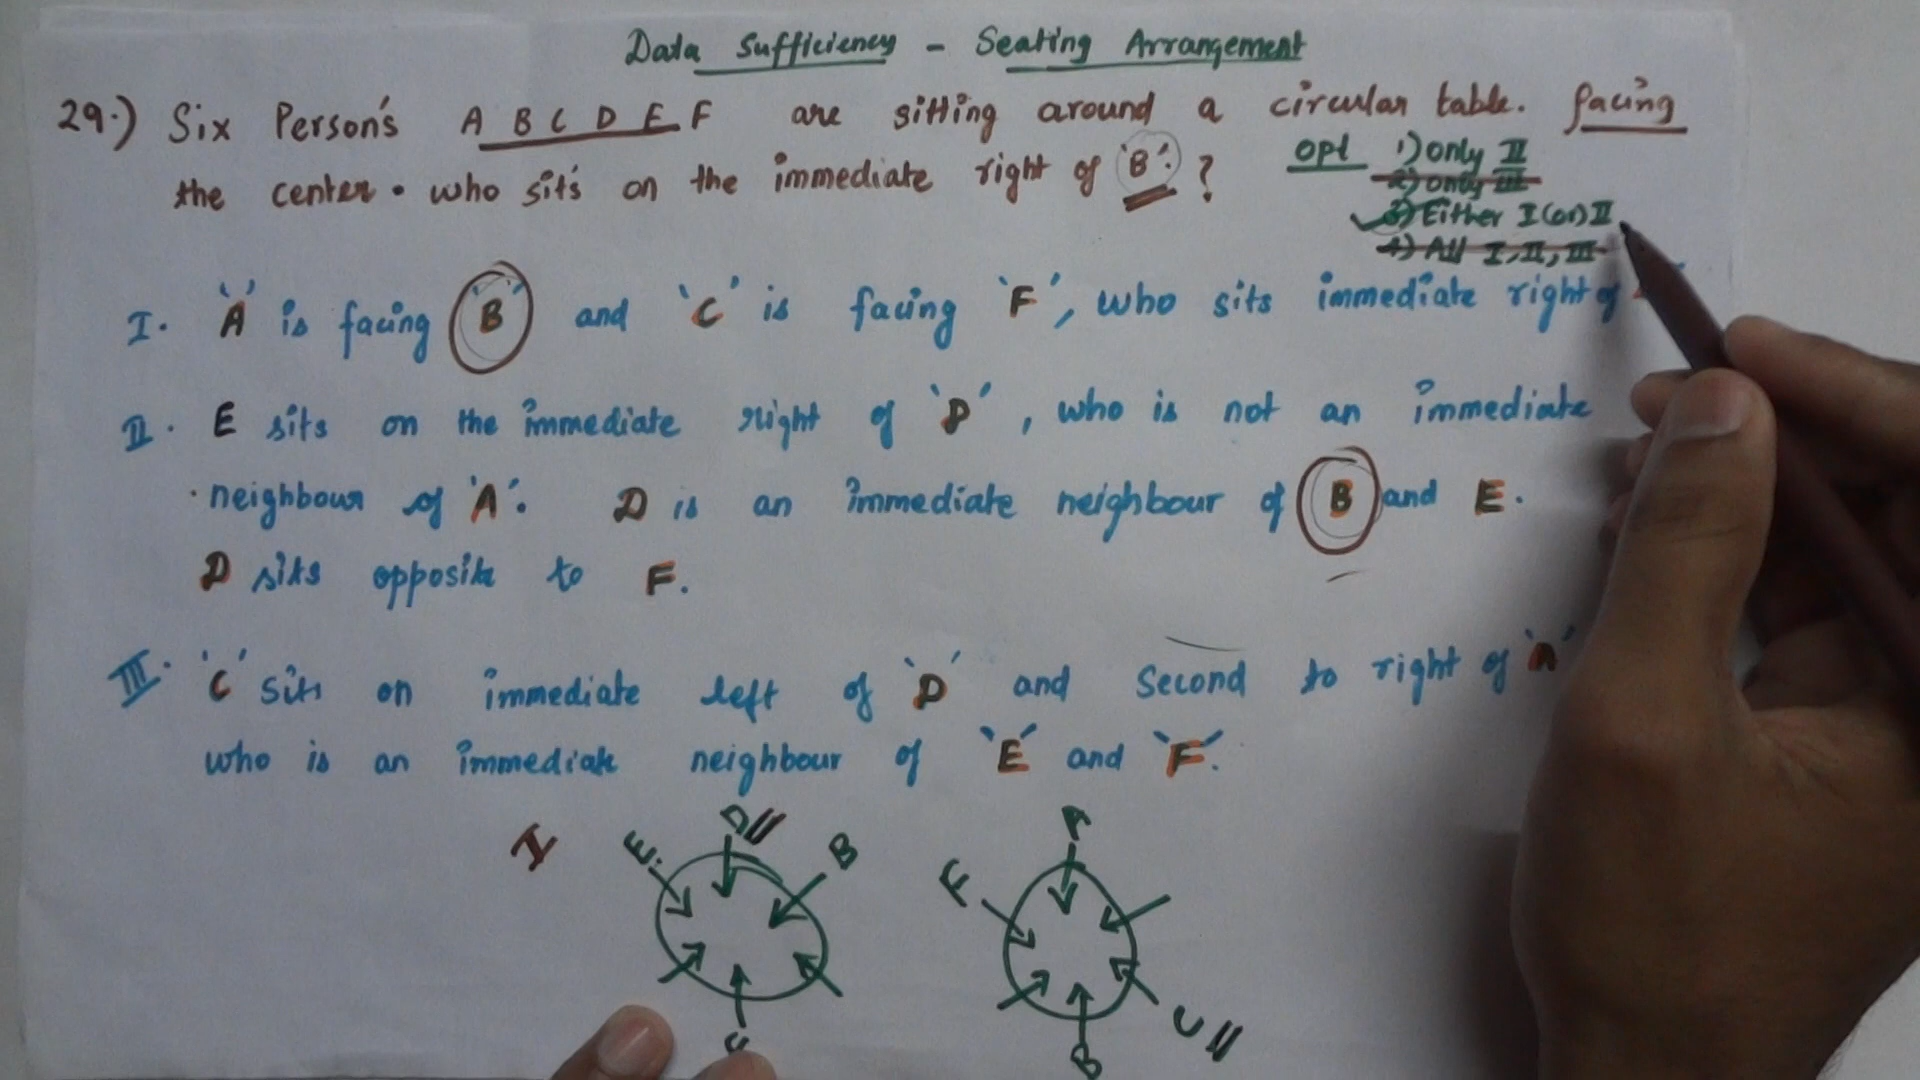 Data Sufficiency - Seating Arrangement
29.) Six Person's A B C D E F are sitting around a circular table. facing
the center. who sits on the immediate right of 'B'. ?
opt 1) only II
2) only III
3) Either I (or) II
4) All I, II, III
I. 'A' is facing 'B' and 'C' is facing 'F', who sits immediate right of
II. E sits on the immediate right of 'D', who is not an immediate
neighbour of 'A'. D is an immediate neighbour of B and E.
D sits opposite to F.
III. 'C' sits on immediate left of 'D' and second to right of 'A'
who is an immediate neighbour of 'E' and 'F'.
I
E D B
A
F
C
B